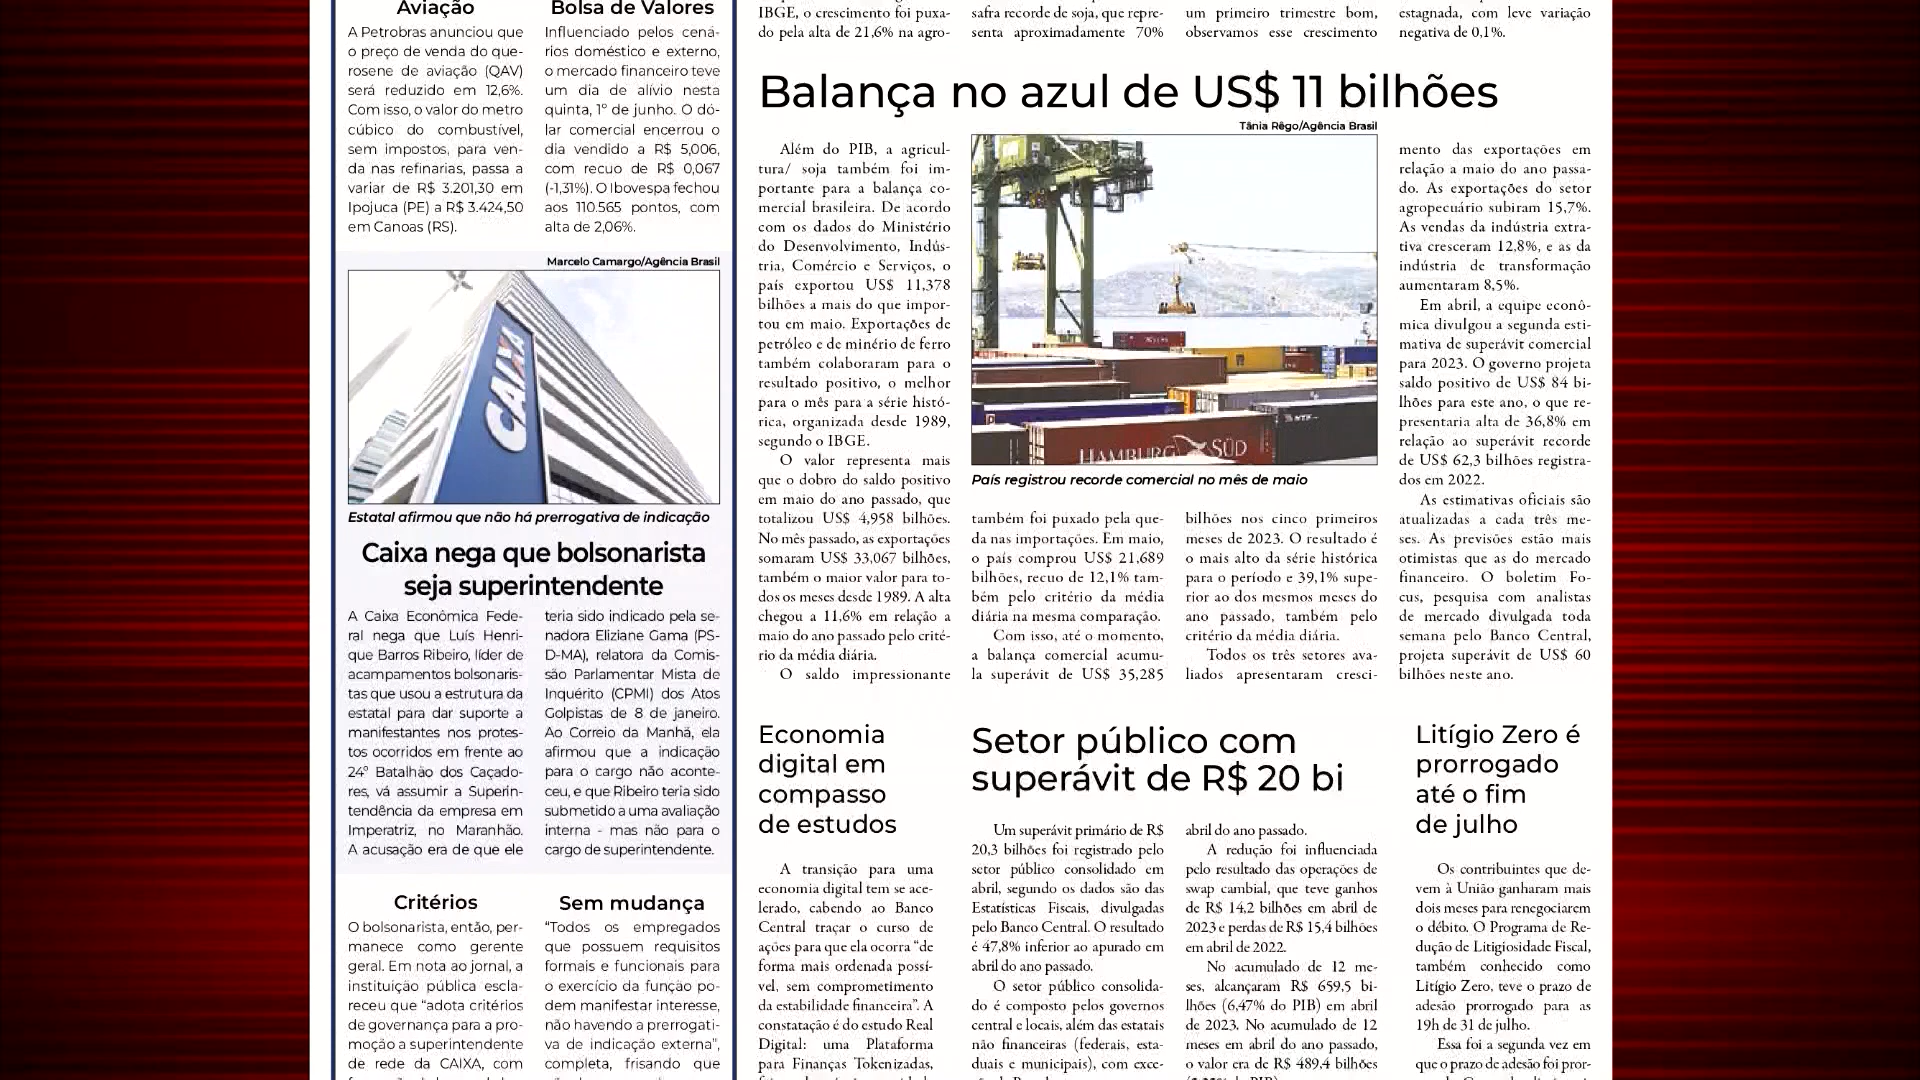 Aviação
A Petrobras anunciou que
o preço de venda do que-
rosene de aviação (QAV)
será reduzido em 12,6%.
Com isso, o valor do metro
cúbico do combustível,
sem impostos, para ven-
da nas refinarias, passa a
variar de R$ 3.201,30 em
Ipojuca (PE) a R$ 3.424,50
em Canoas (RS).
Bolsa de Valores
Influenciado pelos cená-
rios doméstico e externo,
o mercado financeiro teve
um dia de alívio nesta
quinta, 1º de junho. O dó-
lar comercial encerrou o
dia vendido a R$ 5,006,
com recuo de R$ 0,067
(-1,31%). O Ibovespa fechou
aos 110.565 pontos, com
alta de 2,06%.
Marcelo Camargo/Agência Brasil
CAIXA
Estatal afirmou que não há prerrogativa de indicação
Caixa nega que bolsonarista
seja superintendente
A Caixa Econômica Fede-
ral nega que Luís Henri-
que Barros Ribeiro, líder de
acampamentos bolsonaris-
tas que usou a estrutura da
estatal para dar suporte a
manifestantes nos protes-
tos ocorridos em frente ao
24º Batalhão dos Caçado-
res, vá assumir a Superin-
tendência da empresa em
Imperatriz, no Maranhão.
A acusação era de que ele
teria sido indicado pela se-
nadora Eliziane Gama (PS-
D-MA), relatora da Comis-
são Parlamentar Mista de
Inquérito (CPMI) dos Atos
Golpistas de 8 de janeiro.
Ao Correio da Manhã, ela
afirmou que a indicação
para o cargo não aconte-
ceu, e que Ribeiro teria sido
submetido a uma avaliação
interna - mas não para o
cargo de superintendente.
Critérios
O bolsonarista, então, per-
manece como gerente
geral. Em nota ao jornal, a
instituição pública escla-
receu que “adota critérios
de governança para a pro-
moção a superintendente
de rede da CAIXA, com
Sem mudança
“Todos os empregados
que possuem requisitos
formais e funcionais para
o exercício da função po-
dem manifestar interesse,
não havendo a prerrogati-
va de indicação externa”,
completa, frisando que
IBGE, o crescimento foi puxa-
do pela alta de 21,6% na agro-
safra recorde de soja, que repre-
senta aproximadamente 70%
um primeiro trimestre bom,
observamos esse crescimento
estagnada, com leve variação
negativa de 0,1%.
Balança no azul de US$ 11 bilhões
Tânia Rêgo/Agência Brasil
Além do PIB, a agricul-
tura/ soja também foi im-
portante para a balança co-
mercial brasileira. De acordo
com os dados do Ministério
do Desenvolvimento, Indús-
tria, Comércio e Serviços, o
país exportou US$ 11,378
bilhões a mais do que impor-
tou em maio. Exportações de
petróleo e de minério de ferro
também colaboraram para o
resultado positivo, o melhor
para o mês para a série histó-
rica, organizada desde 1989,
segundo o IBGE.
O valor representa mais
que o dobro do saldo positivo
em maio do ano passado, que
totalizou US$ 4,958 bilhões.
No mês passado, as exportações
somaram US$ 33,067 bilhões,
também o maior valor para to-
dos os meses desde 1989. A alta
chegou a 11,6% em relação a
maio do ano passado pelo crité-
rio da média diária.
O saldo impressionante
HAMBURG SÜD
País registrou recorde comercial no mês de maio
também foi puxado pela que-
da nas importações. Em maio,
o país comprou US$ 21,689
bilhões, recuo de 12,1% tam-
bém pelo critério da média
diária na mesma comparação.
Com isso, até o momento,
a balança comercial acumu-
la superávit de US$ 35,285
bilhões nos cinco primeiros
meses de 2023. O resultado é
o mais alto da série histórica
para o período e 39,1% supe-
rior ao dos mesmos meses do
ano passado, também pelo
critério da média diária.
Todos os três setores ava-
liados apresentaram cresci-
mento das exportações em
relação a maio do ano passa-
do. As exportações do setor
agropecuário subiram 15,7%.
As vendas da indústria extra-
tiva cresceram 12,8%, e as da
indústria de transformação
aumentaram 8,5%.
Em abril, a equipe econô-
mica divulgou a segunda esti-
mativa de superávit comercial
para 2023. O governo projeta
saldo positivo de US$ 84 bi-
lhões para este ano, o que re-
presentaria alta de 36,8% em
relação ao superávit recorde
de US$ 62,3 bilhões registra-
dos em 2022.
As estimativas oficiais são
atualizadas a cada três me-
ses. As previsões estão mais
otimistas que as do mercado
financeiro. O boletim Fo-
cus, pesquisa com analistas
de mercado divulgada toda
semana pelo Banco Central,
projeta superávit de US$ 60
bilhões neste ano.
Economia
digital em
compasso
de estudos
A transição para uma
economia digital tem se ace-
lerado, cabendo ao Banco
Central traçar o curso de
ações para que ela ocorra “de
forma mais ordenada possí-
vel, sem comprometimento
da estabilidade financeira”. A
constatação é do estudo Real
Digital: uma Plataforma
para Finanças Tokenizadas,
Setor público com
superávit de R$ 20 bi
Um superávit primário de R$
20,3 bilhões foi registrado pelo
setor público consolidado em
abril, segundo os dados são das
Estatísticas Fiscais, divulgadas
pelo Banco Central. O resultado
é 47,8% inferior ao apurado em
abril do ano passado.
O setor público consolida-
do é composto pelos governos
central e locais, além das estatais
não financeiras (federais, esta-
duais e municipais), com exce-
abril do ano passado.
A redução foi influenciada
pelo resultado das operações de
swap cambial, que teve ganhos
de R$ 14,2 bilhões em abril de
2023 e perdas de R$ 15,4 bilhões
em abril de 2022.
No acumulado de 12 me-
ses, alcançaram R$ 659,5 bi-
lhões (6,47% do PIB) em abril
de 2023. No acumulado de 12
meses em abril do ano passado,
o valor era de R$ 489,4 bilhões
Litígio Zero é
prorrogado
até o fim
de julho
Os contribuintes que de-
vem à União ganharam mais
dois meses para renegociarem
o débito. O Programa de Re-
dução de Litigiosidade Fiscal,
também conhecido como
Litígio Zero, teve o prazo de
adesão prorrogado para as
19h de 31 de julho.
Essa foi a segunda vez em
que o prazo de adesão foi pror-